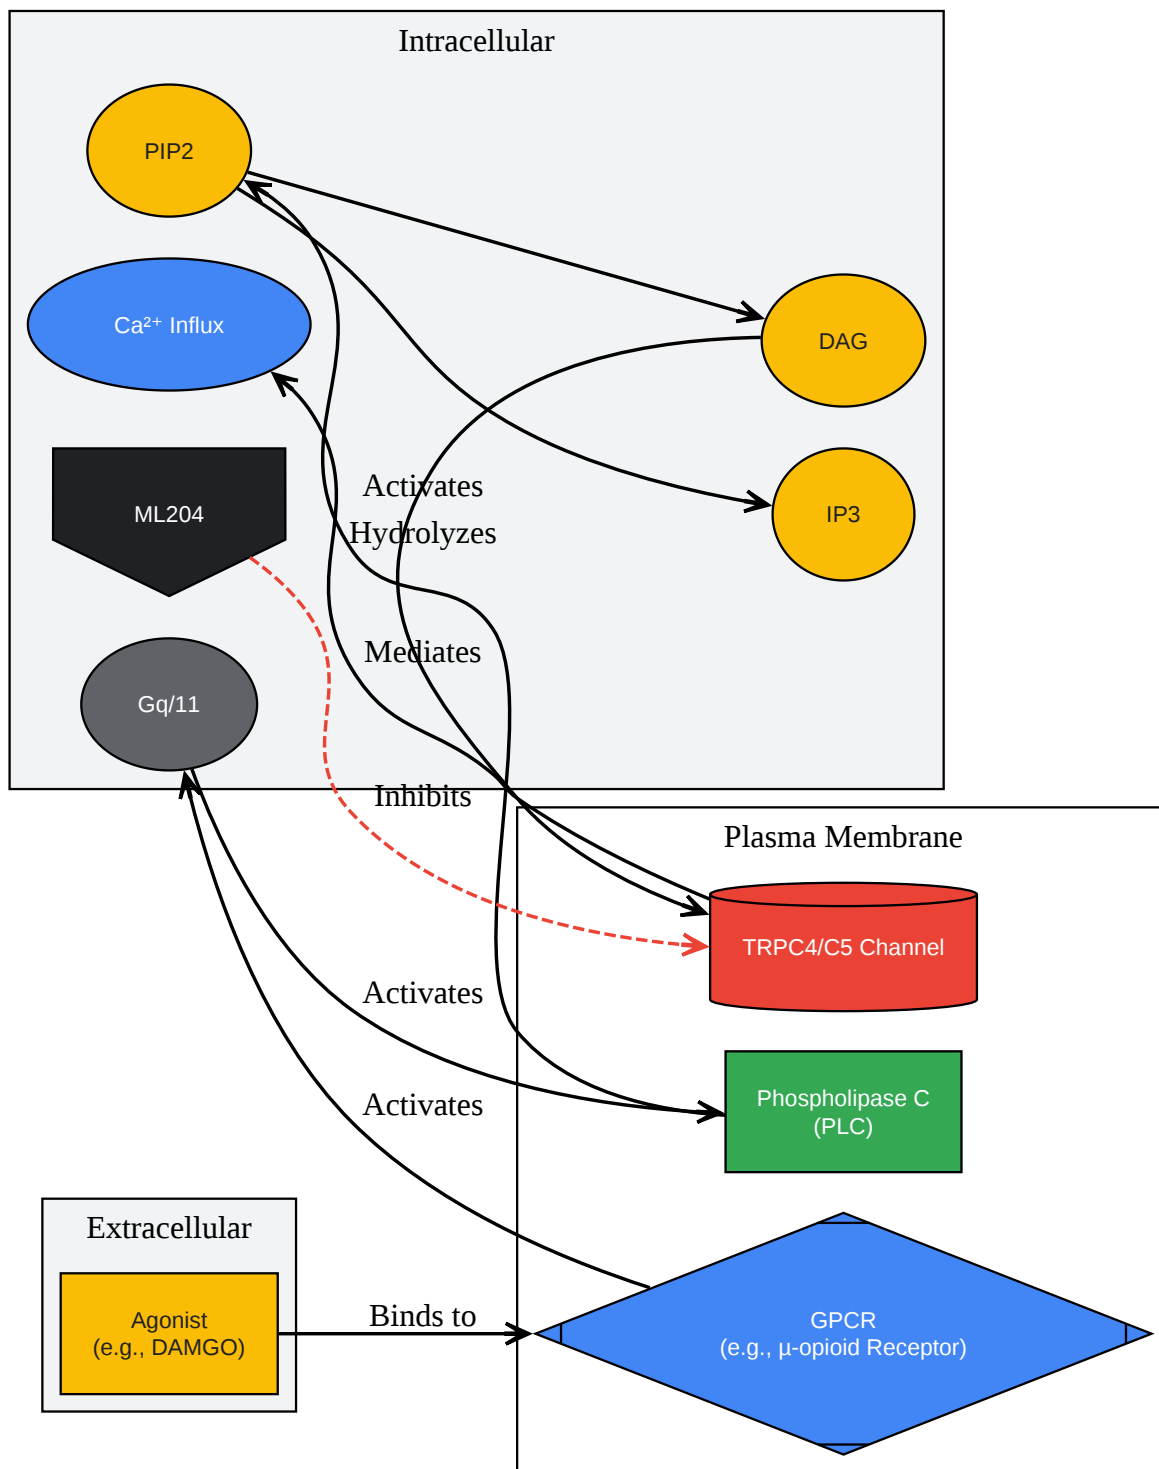 Intracellular
PIP2
Ca²⁺ Influx
DAG
ML204
Activates
IP3
Hydrolyzes
Mediates
Gq/11
Inhibits
Plasma Membrane
TRPC4/C5 Channel
Activates
Phospholipase C
(PLC)
Activates
Extracellular
Agonist
(e.g., DAMGO)
Binds to
GPCR
(e.g., µ-opioid Receptor)